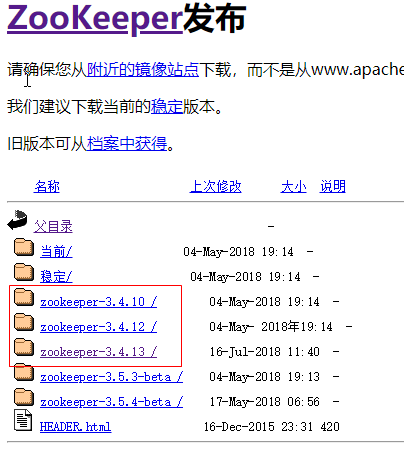 ZooKeeper发布
请确保您从附近的镜像站点下载，而不是从www.apache
我们建议下载当前的稳定版本。
旧版本可从档案中获得。
名称 上次修改 大小 说明
父目录 -
当前/ 04-May-2018 19:14 -
稳定/ 04-May-2018 19:14 -
zookeeper-3.4.10 / 04-May-2018 19:14 -
zookeeper-3.4.12 / 04-May- 2018年19:14 -
zookeeper-3.4.13 / 16-Jul-2018 11:40 -
zookeeper-3.5.3-beta / 04-May-2018 19:13 -
zookeeper-3.5.4-beta / 17-May-2018 06:56 -
HEADER.html 16-Dec-2015 23:31 420